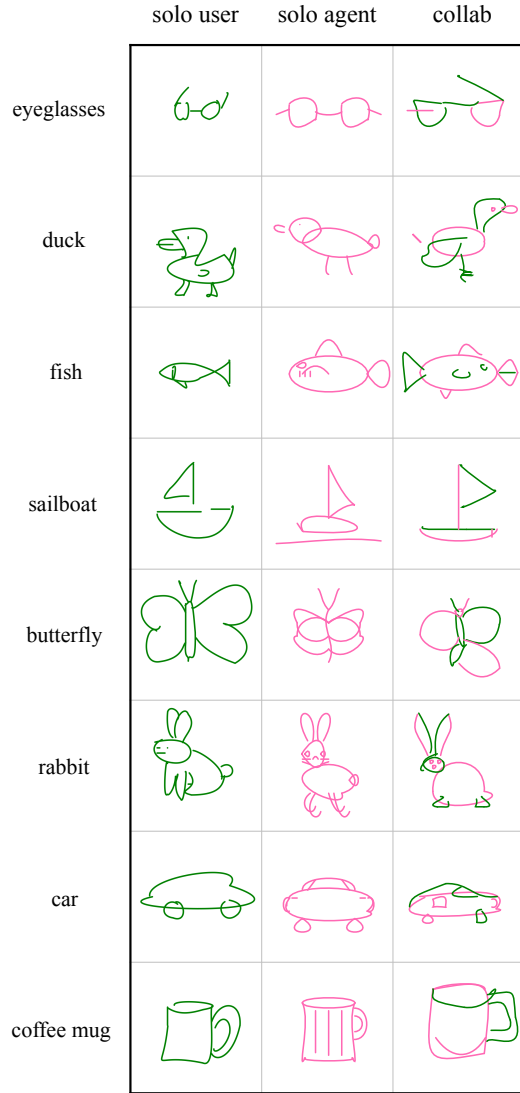 solo user solo agent collab
eyeglasses
duck
fish
sailboat
butterfly
rabbit
car
coffee mug